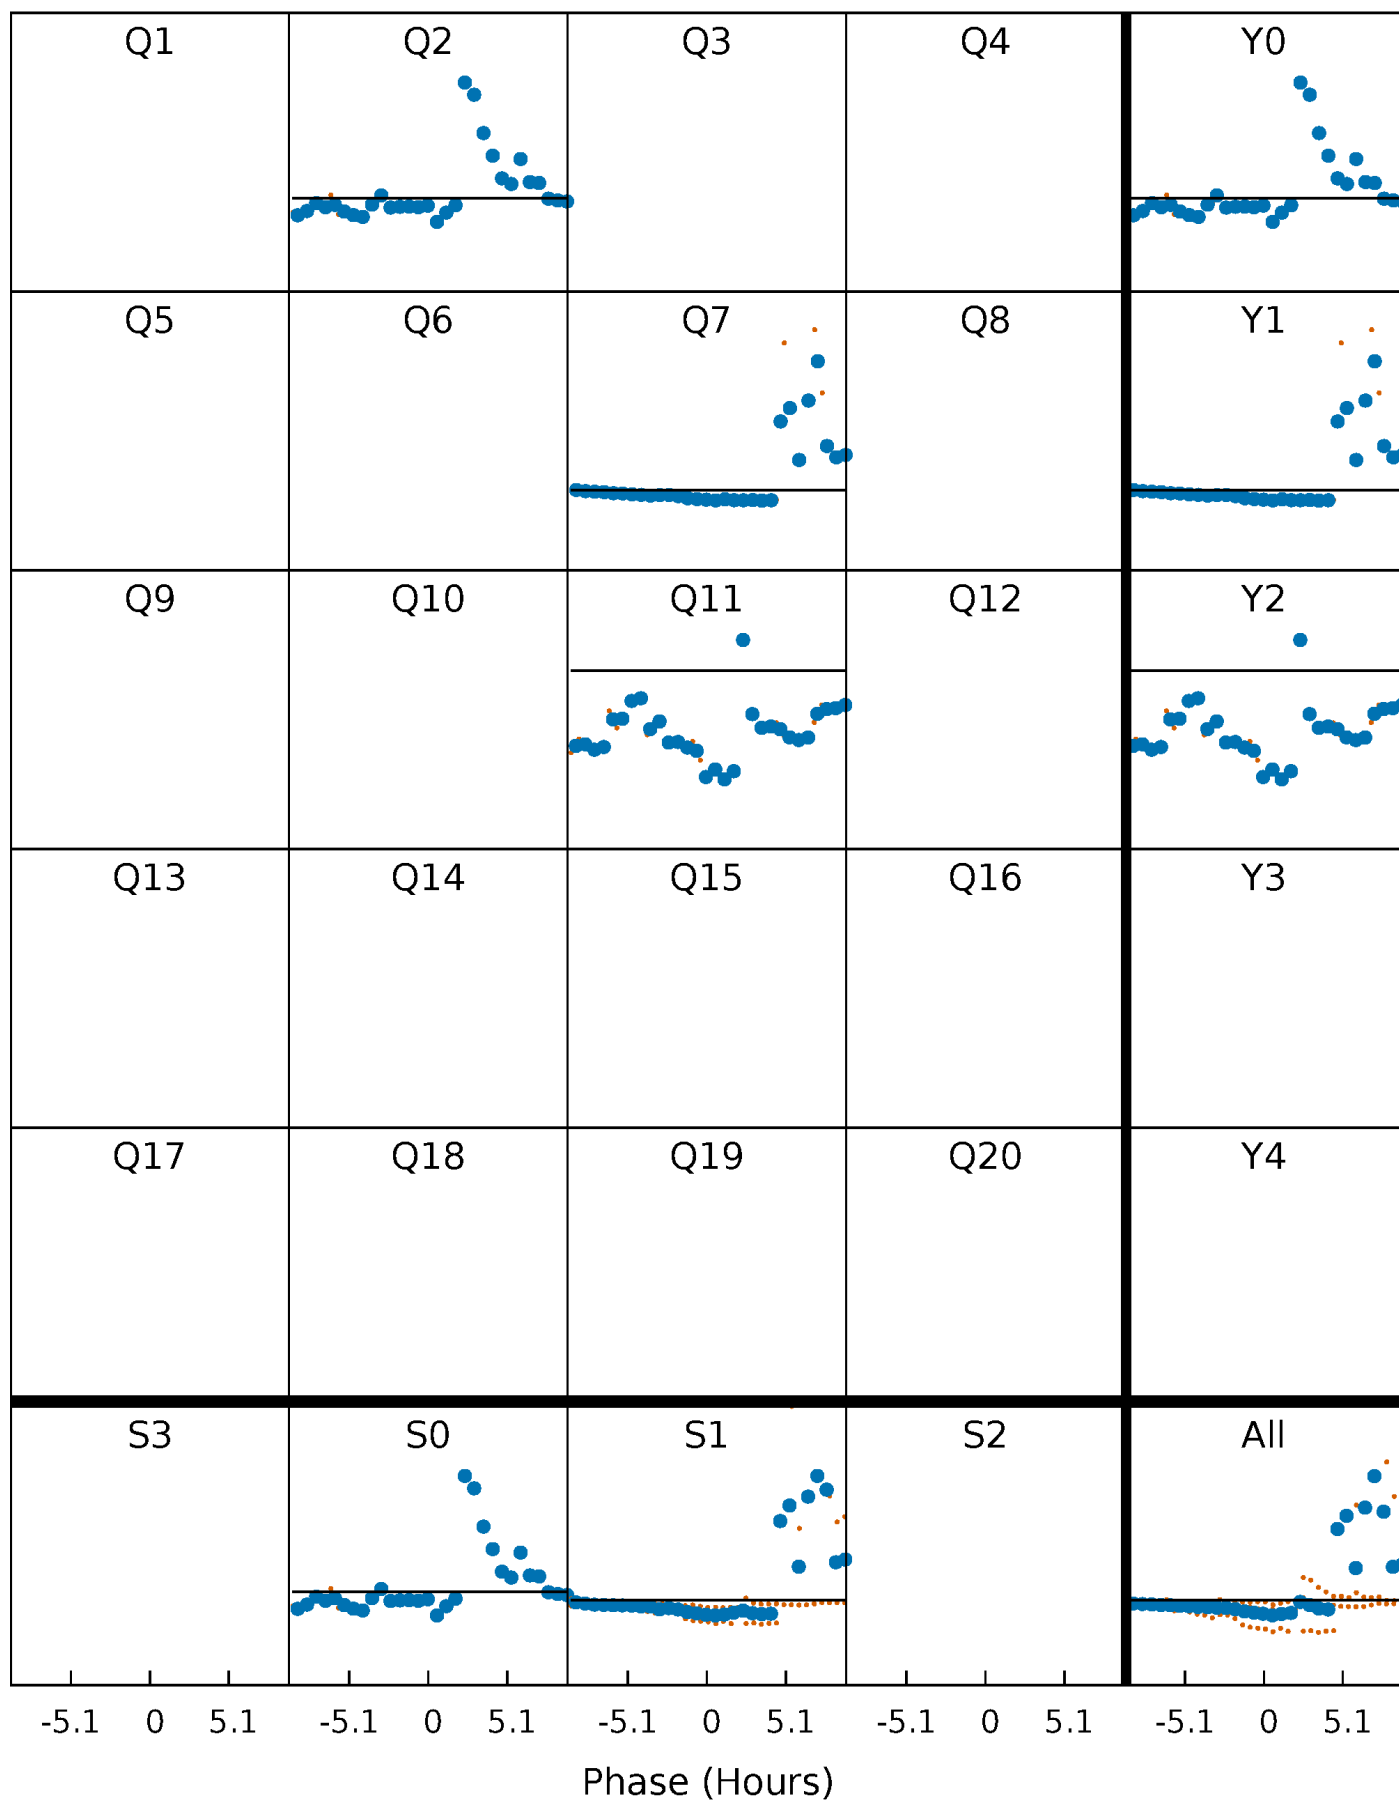 Q1 Q2 Q3 Q4 Y0
Q5 Q6 Q7 Q8 Y1
Q9 Q10 Q11 Q12 Y2
Q13 Q14 Q15 Q16 Y3
Q17 Q18 Q19 Q20 Y4
S3 S0 S1 S2 All
-5.1 0 5.1 -5.1 0 5.1 -5.1 0 5.1 -5.1 0 5.1 -5.1 0 5.1
Phase (Hours)